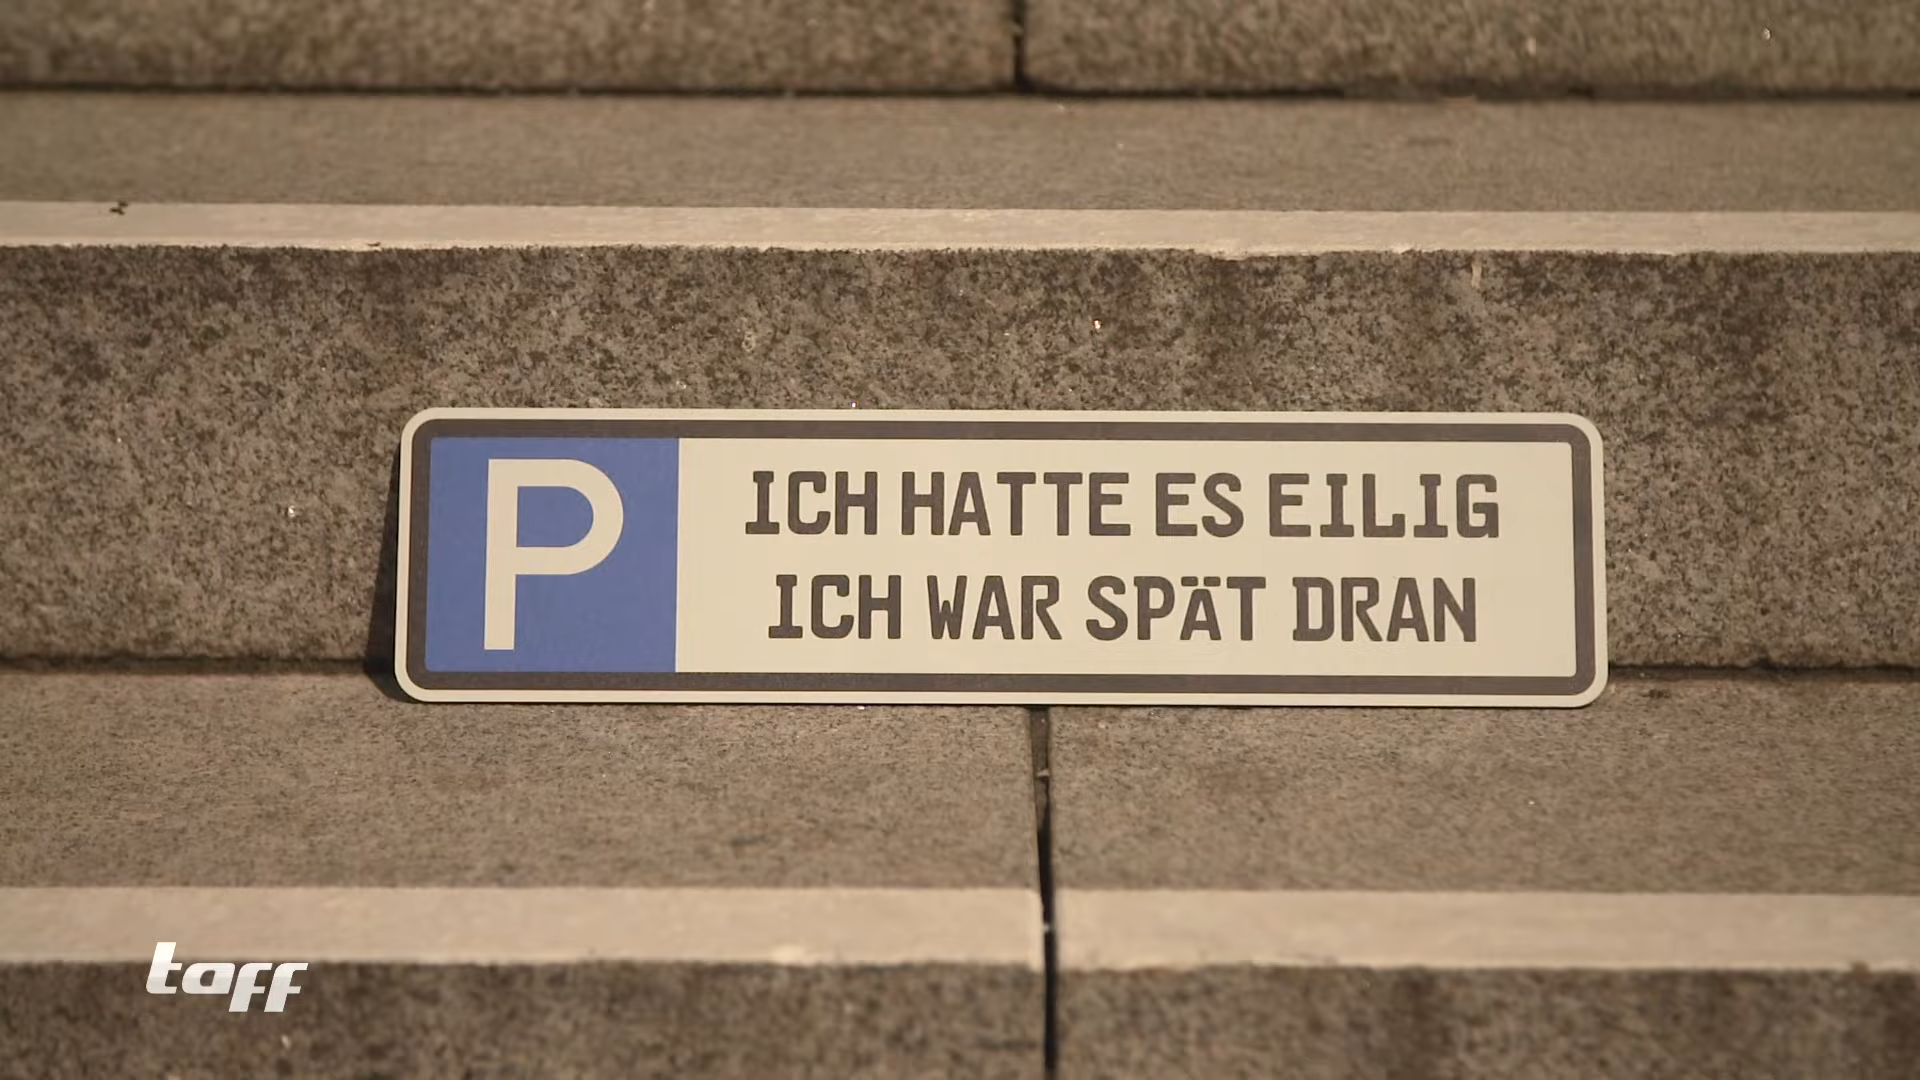 P
ICH HATTE ES EILIG
ICH WAR SPÄT DRAN
taff